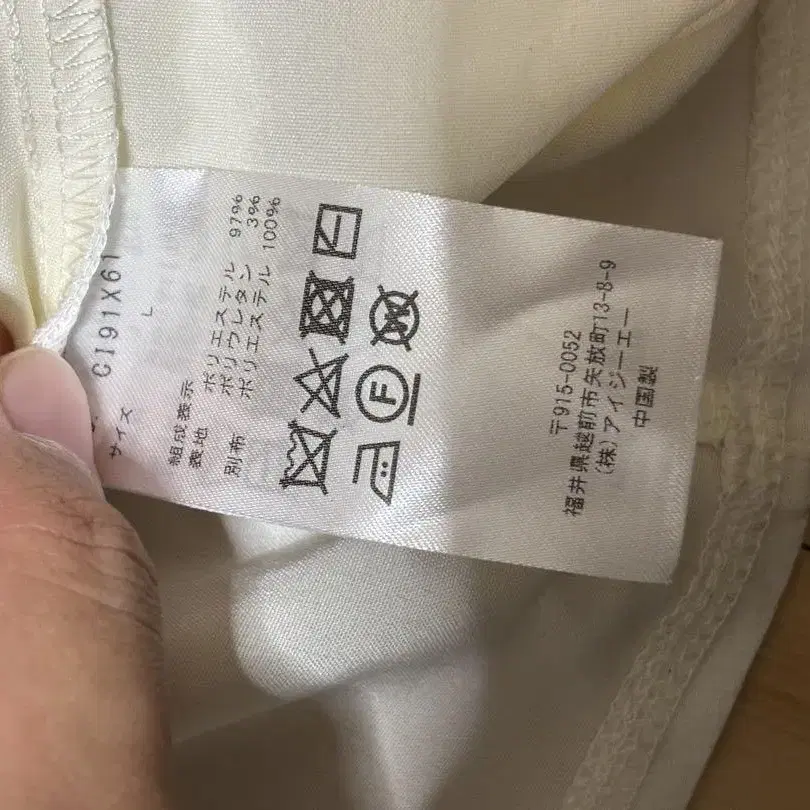 CI91X61
サイズ L
組成表示
表地 ポリエステル 97%
ポリウレタン 3%
別布 ポリエステル 100%
W
F
〒915-0052
福井県越前市矢放町13-8-9
(株)アイジーエー
中国製